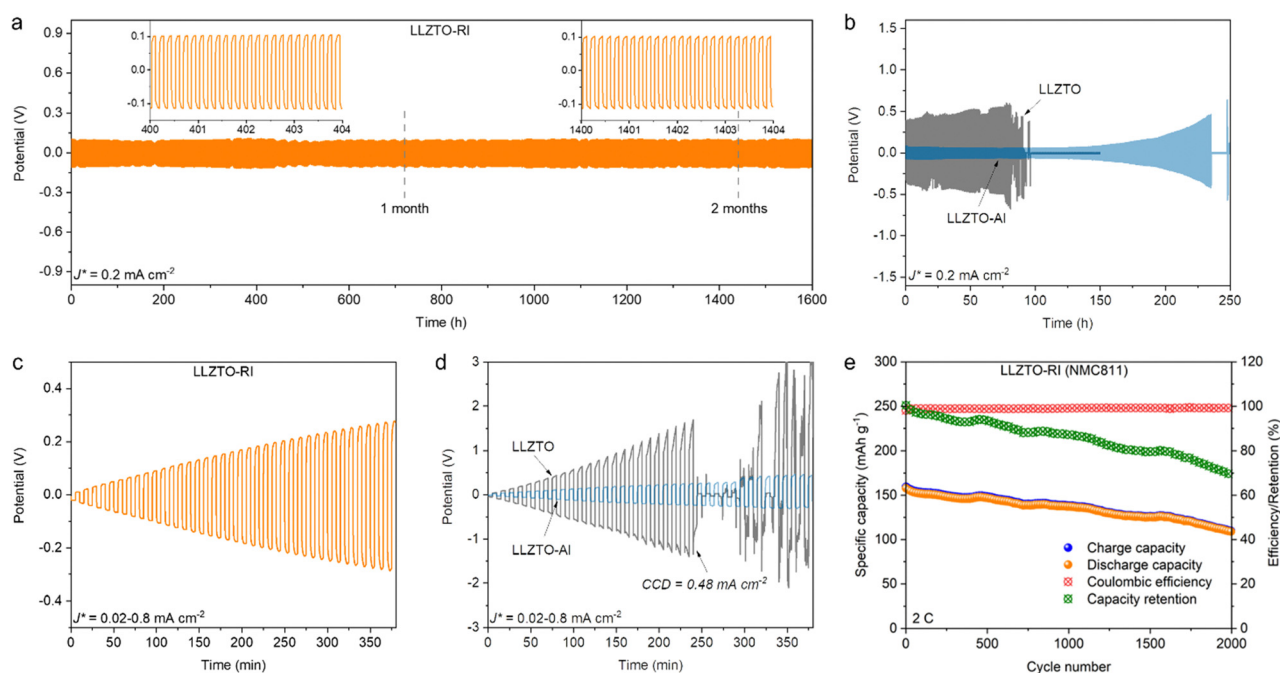 a
LLZTO-RI
Potential (V)
0.9
0.6
0.3
0.0
-0.3
-0.6
-0.9
0.1
0.0
-0.1
400 401 402 403 404
0.1
0.0
-0.1
1400 1401 1402 1403 1404
1 month
2 months
J* = 0.2 mA cm-2
0 200 400 600 800 1000 1200 1400 1600
Time (h)
b
Potential (V)
1.5
1.0
0.5
0.0
-0.5
-1.0
-1.5
LLZTO
LLZTO-AI
J* = 0.2 mA cm-2
0 50 100 150 200 250
Time (h)
c
LLZTO-RI
Potential (V)
0.4
0.2
0.0
-0.2
-0.4
J* = 0.02-0.8 mA cm-2
0 50 100 150 200 250 300 350
Time (min)
d
Potential (V)
3
2
1
0
-1
-2
-3
LLZTO
LLZTO-AI
CCD = 0.48 mA cm-2
J* = 0.02-0.8 mA cm-2
0 50 100 150 200 250 300 350
Time (min)
e
LLZTO-RI (NMC811)
Specific capacity (mAh g-1)
300
250
200
150
100
50
0
Efficiency/Retention (%)
120
100
80
60
40
20
0
Charge capacity
Discharge capacity
Coulombic efficiency
Capacity retention
2 C
0 500 1000 1500 2000
Cycle number